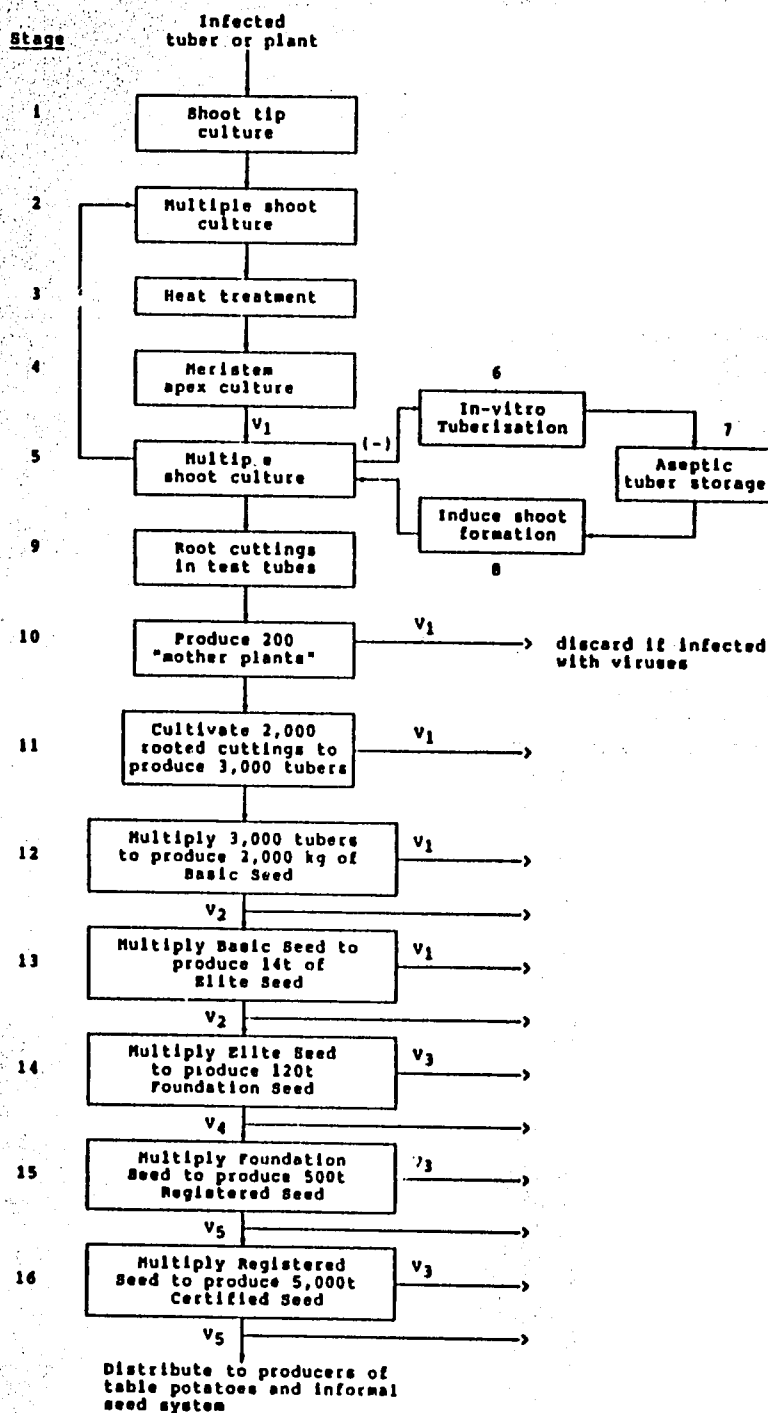 Stage
Infected
tuber or plant
1
Shoot tip
culture
2
Multiple shoot
culture
3
Heat treatment
4
Meristem
apex culture
V1
5
Multip e
shoot culture
(-)
6
In-vitro
Tuberisation
7
Aseptic
tuber storage
Induce shoot
formation
8
9
Root cuttings
in test tubes
10
Produce 200
"mother plants"
V1
discard if infected
with viruses
11
Cultivate 2,000
rooted cuttings to
produce 3,000 tubers
V1
12
Multiply 3,000 tubers
to produce 2,000 kg of
Basic Seed
V1
V2
13
Multiply Basic Seed to
produce 14t of
Elite Seed
V1
V2
14
Multiply Elite Seed
to produce 120t
Foundation Seed
V3
V4
15
Multiply Foundation
Seed to produce 500t
Registered Seed
V3
V5
16
Multiply Registered
Seed to produce 5,000t
Certified Seed
V3
V5
Distribute to producers of
table potatoes and informal
seed system